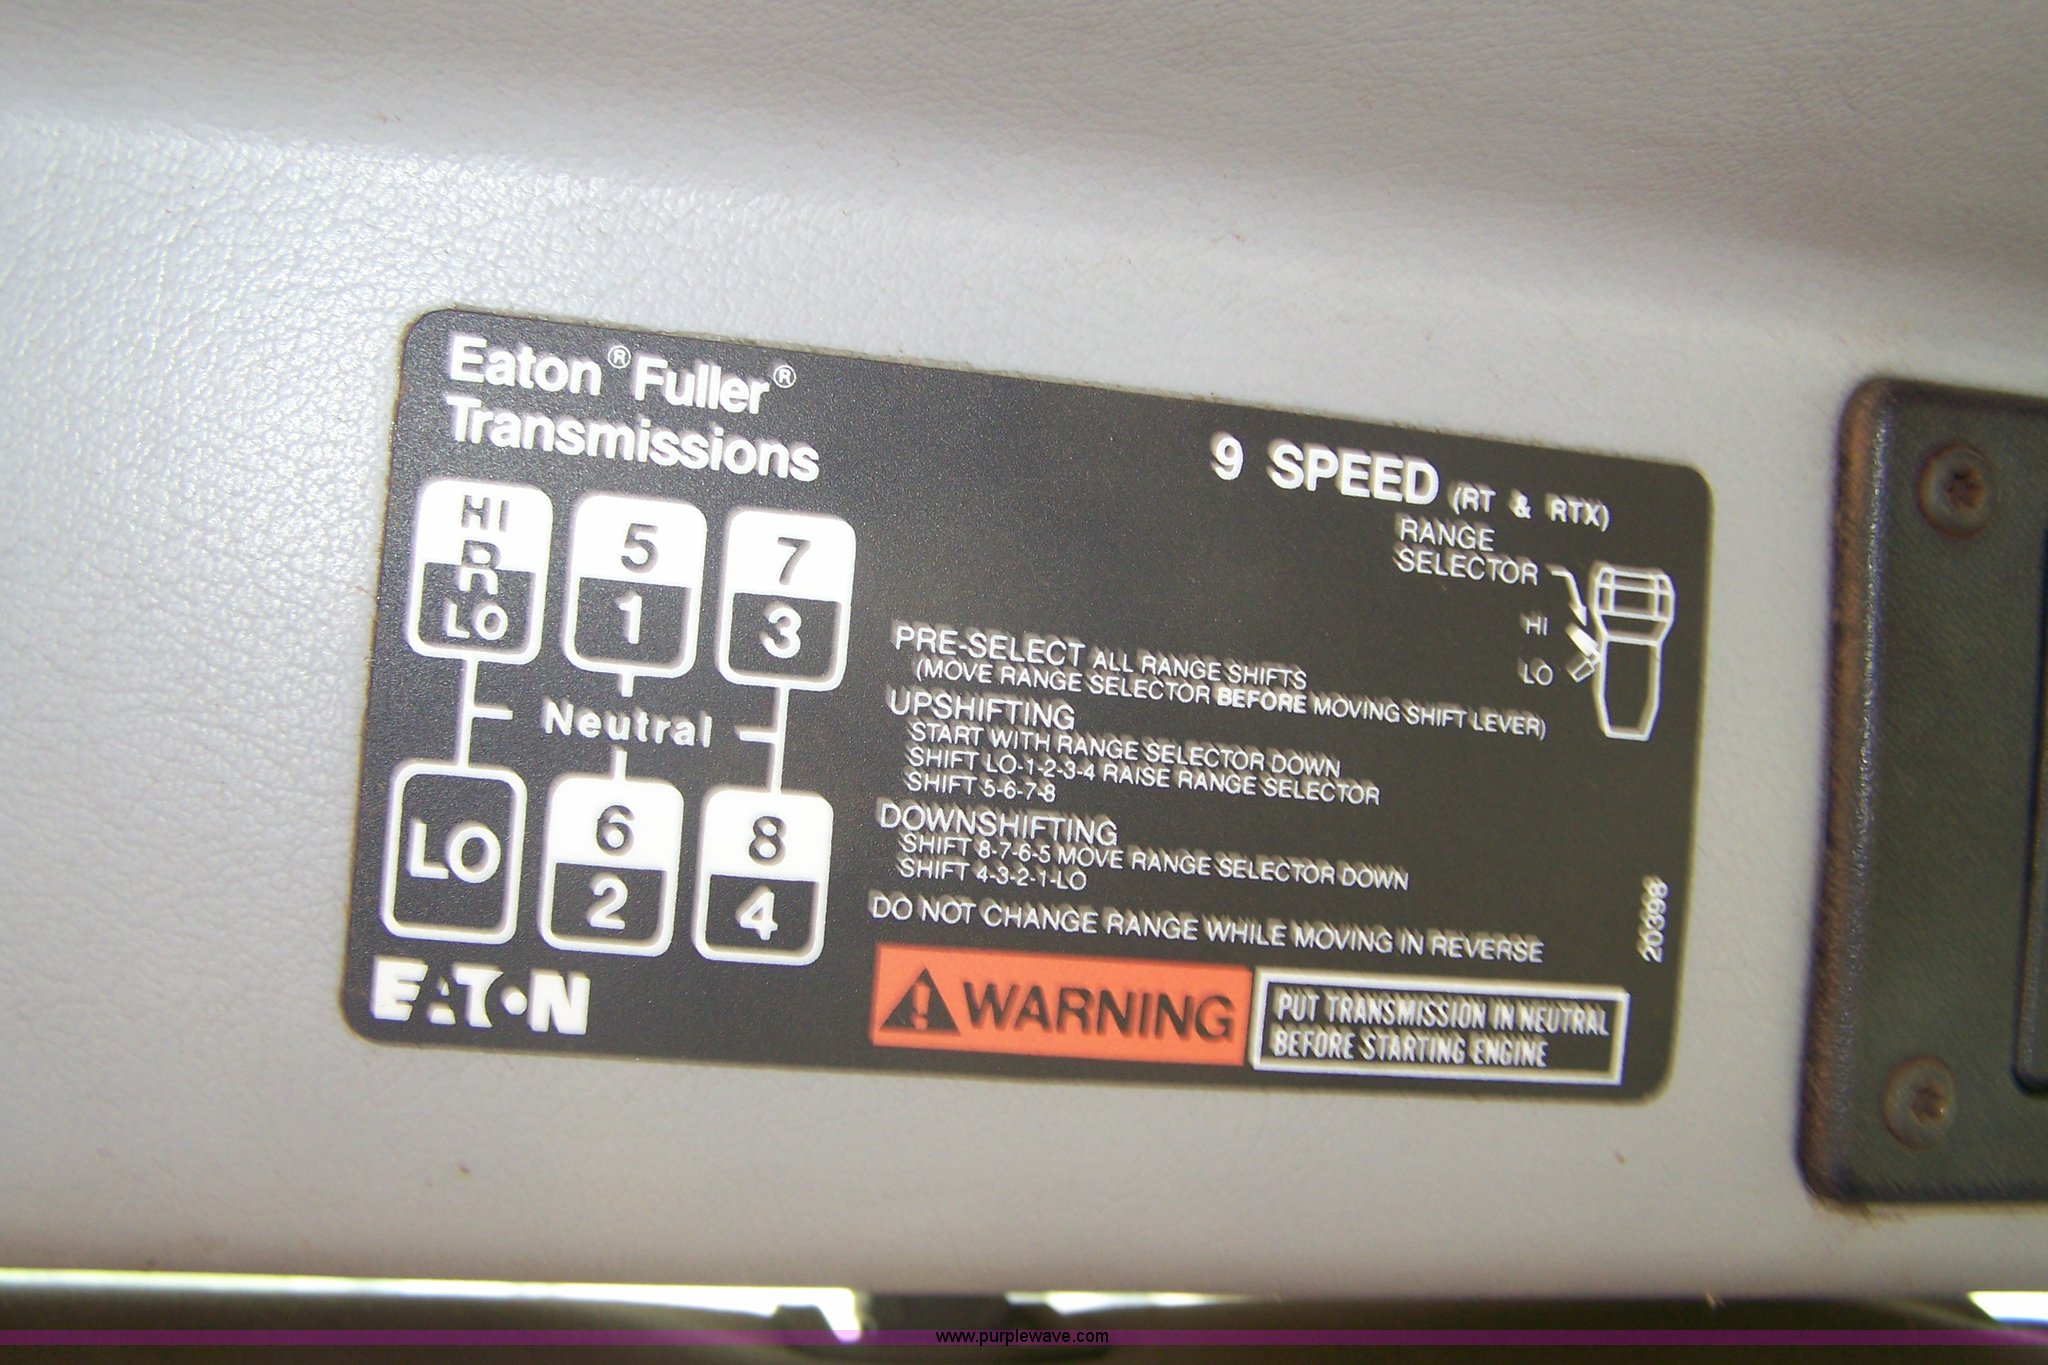 Eaton® Fuller®
Transmissions
9 SPEED (RT & RTX)
HI
R
LO
5
1
7
3
Neutral
LO
6
2
8
4
EATON
RANGE
SELECTOR
HI
LO
PRE-SELECT ALL RANGE SHIFTS
(MOVE RANGE SELECTOR BEFORE MOVING SHIFT LEVER)
UPSHIFTING
START WITH RANGE SELECTOR DOWN
SHIFT LO-1-2-3-4 RAISE RANGE SELECTOR
SHIFT 5-6-7-8
DOWNSHIFTING
SHIFT 8-7-6-5 MOVE RANGE SELECTOR DOWN
SHIFT 4-3-2-1-LO
DO NOT CHANGE RANGE WHILE MOVING IN REVERSE
20398
WARNING
PUT TRANSMISSION IN NEUTRAL
BEFORE STARTING ENGINE
www.purplewave.com